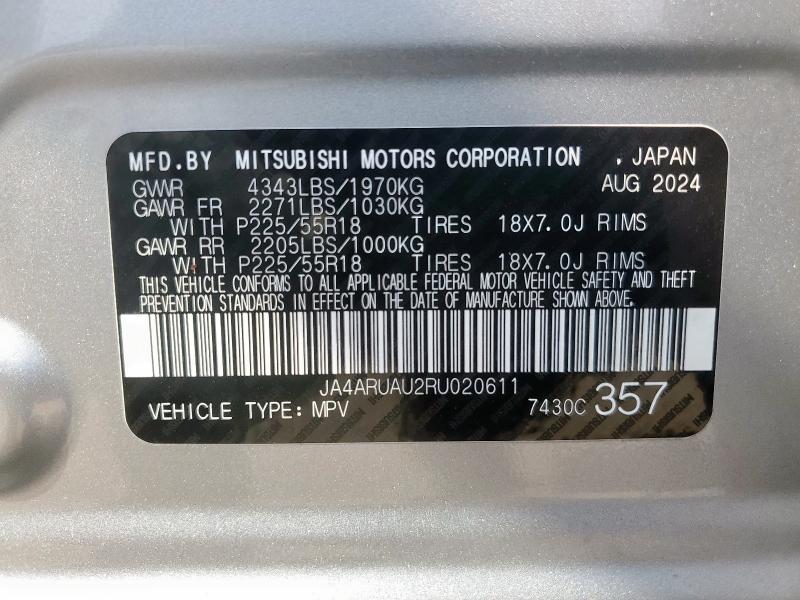 MFD.BY MITSUBISHI MOTORS CORPORATION , JAPAN
GVWR 4343LBS/1970KG AUG 2024
GAWR FR 2271LBS/1030KG
WITH P225/55R18 TIRES 18X7.0J RIMS
GAWR RR 2205LBS/1000KG
WITH P225/55R18 TIRES 18X7.0J RIMS
THIS VEHICLE CONFORMS TO ALL APPLICABLE FEDERAL MOTOR VEHICLE SAFETY AND THEFT
PREVENTION STANDARDS IN EFFECT ON THE DATE OF MANUFACTURE SHOWN ABOVE.
JA4ARUAU2RU020611
VEHICLE TYPE: MPV 7430C 357